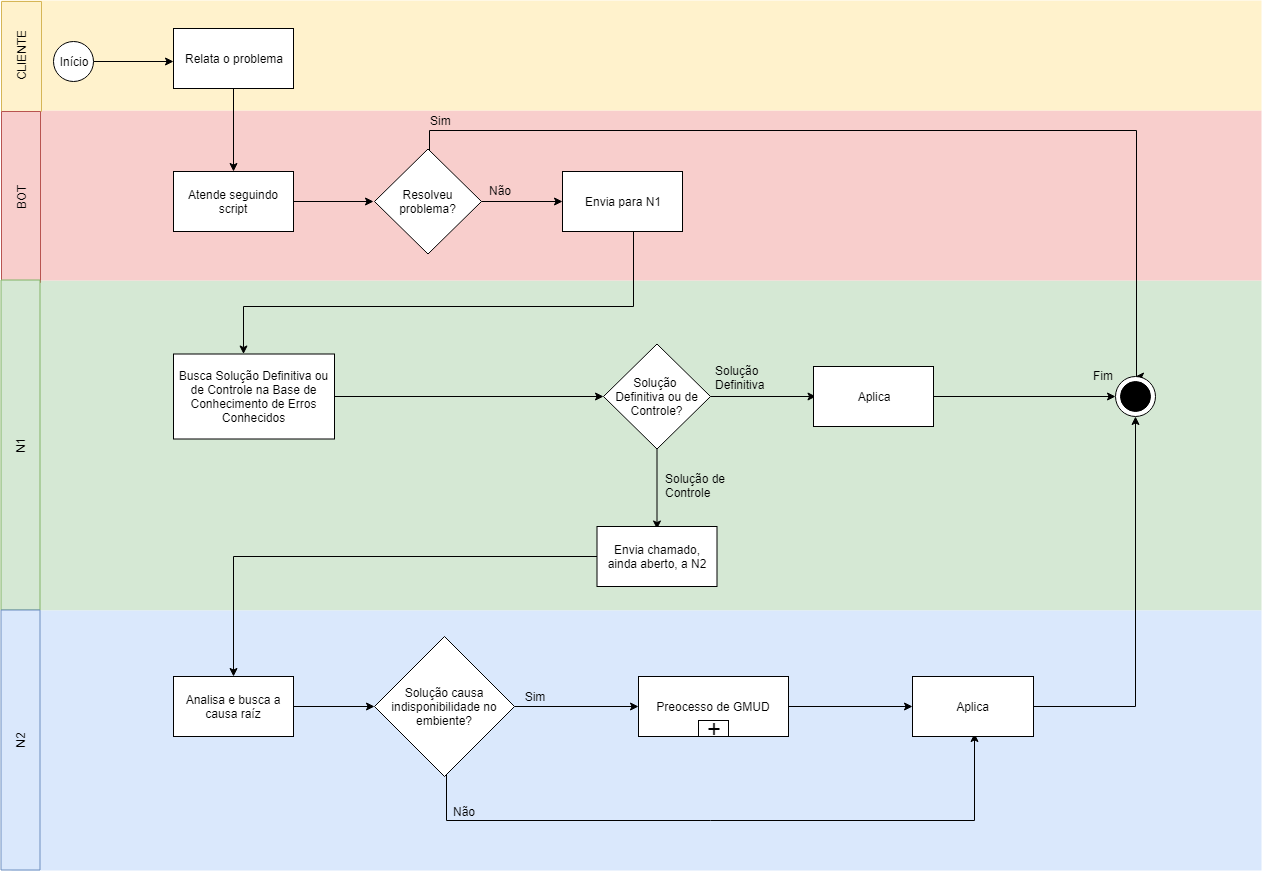 CLIENTE
Início
Relata o problema
BOT
Sim
Atende seguindo
script
Resolveu
problema?
Não
Envia para N1
N1
Busca Solução Definitiva ou
de Controle na Base de
Conhecimento de Erros
Conhecidos
Solução
Definitiva ou de
Controle?
Solução
Definitiva
Aplica
Fim
Solução de
Controle
Envia chamado,
ainda aberto, a N2
N2
Analisa e busca a
causa raíz
Solução causa
indisponibilidade no
embiente?
Sim
Preocesso de GMUD
Aplica
Não